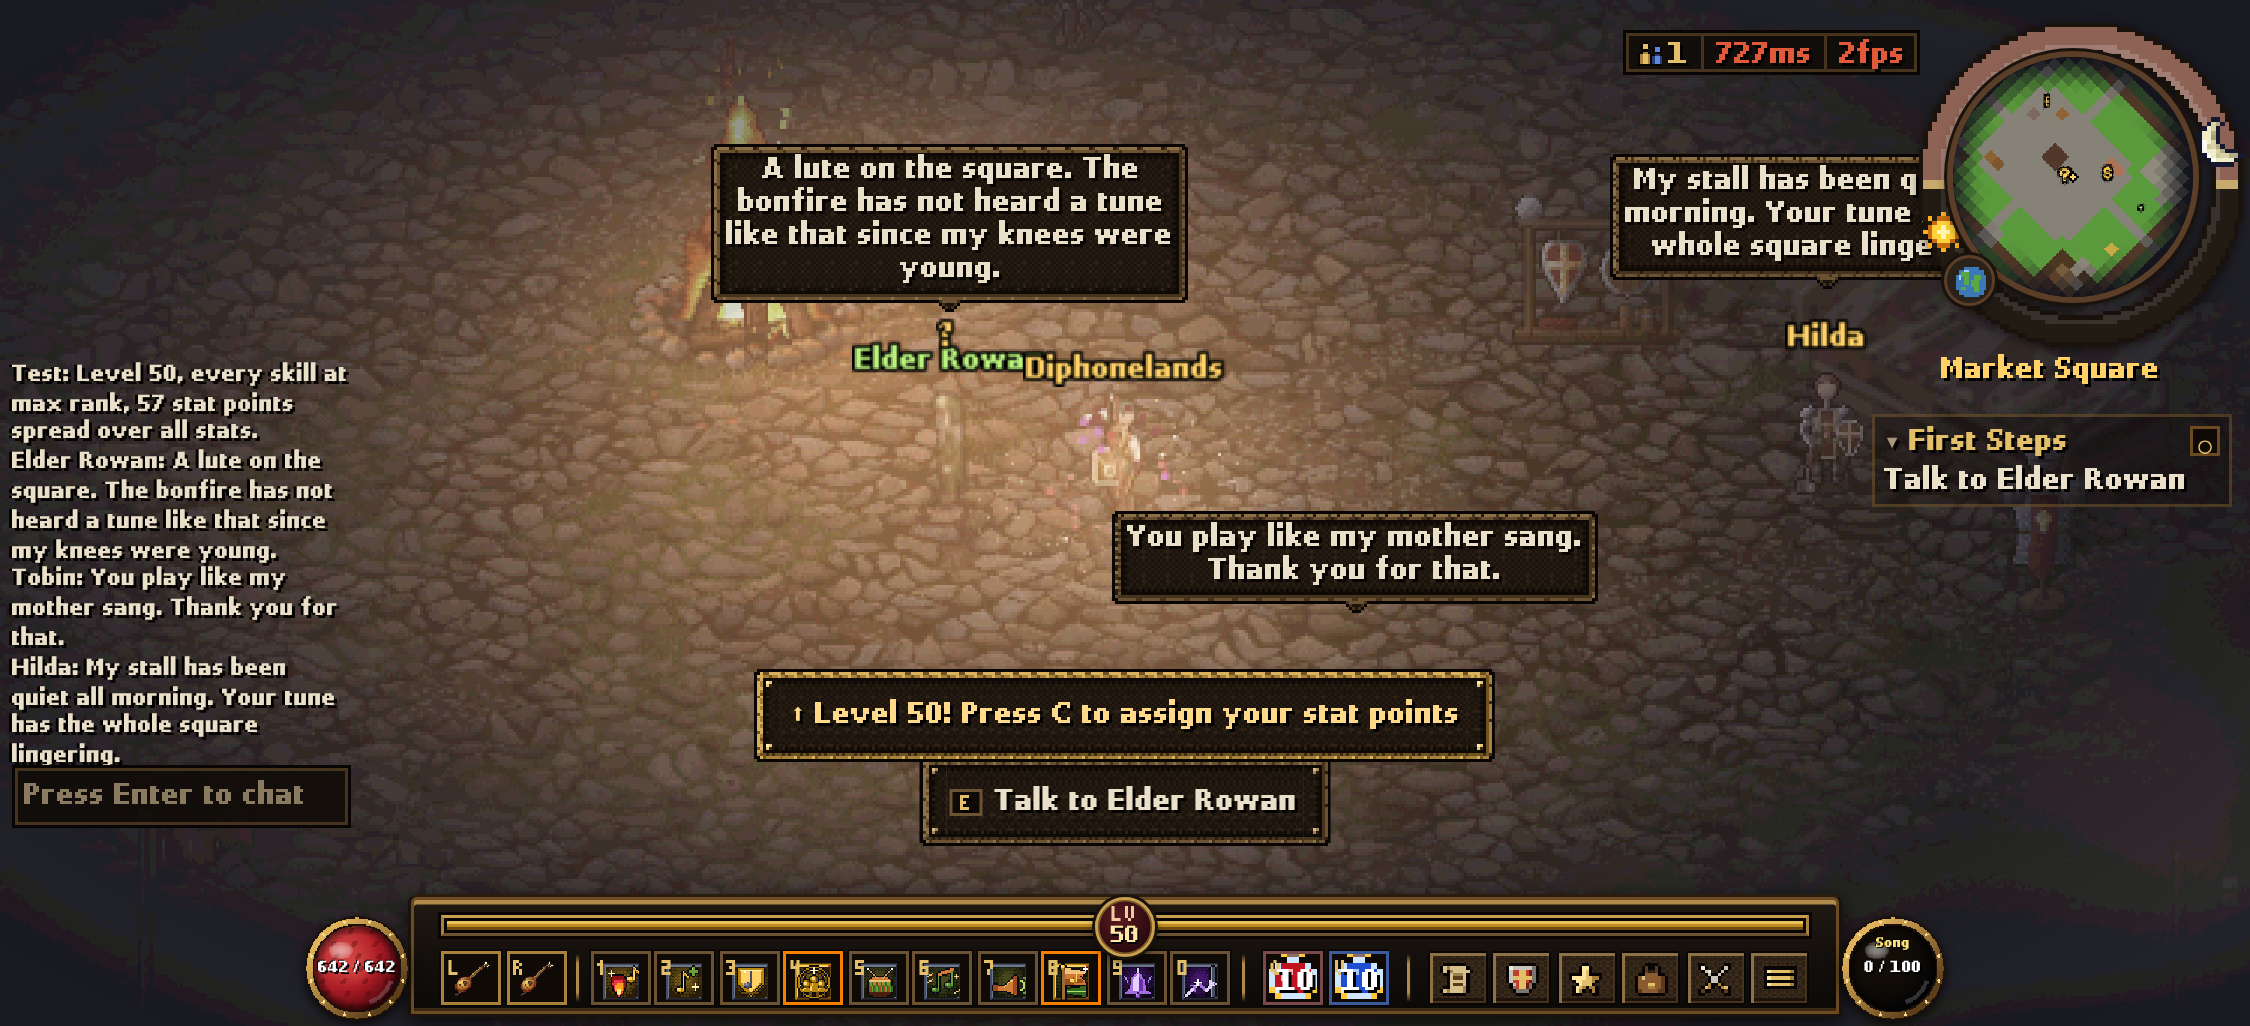 1 727ms 2fps
A lute on the square. The
bonfire has not heard a tune
like that since my knees were
young.
My stall has been q
morning. Your tune
whole square linge
?
Elder Rowa
Diphonelands
Hilda
Market Square
▼ First Steps
Talk to Elder Rowan
Test: Level 50, every skill at
max rank, 57 stat points
spread over all stats.
Elder Rowan: A lute on the
square. The bonfire has not
heard a tune like that since
my knees were young.
Tobin: You play like my
mother sang. Thank you for
that.
Hilda: My stall has been
quiet all morning. Your tune
has the whole square
lingering.
Press Enter to chat
You play like my mother sang.
Thank you for that.
↑ Level 50! Press C to assign your stat points
E Talk to Elder Rowan
LV
50
642 / 642
L R 1 2 3 4 5 6 7 8 9 0 10 10
Song
0 / 100